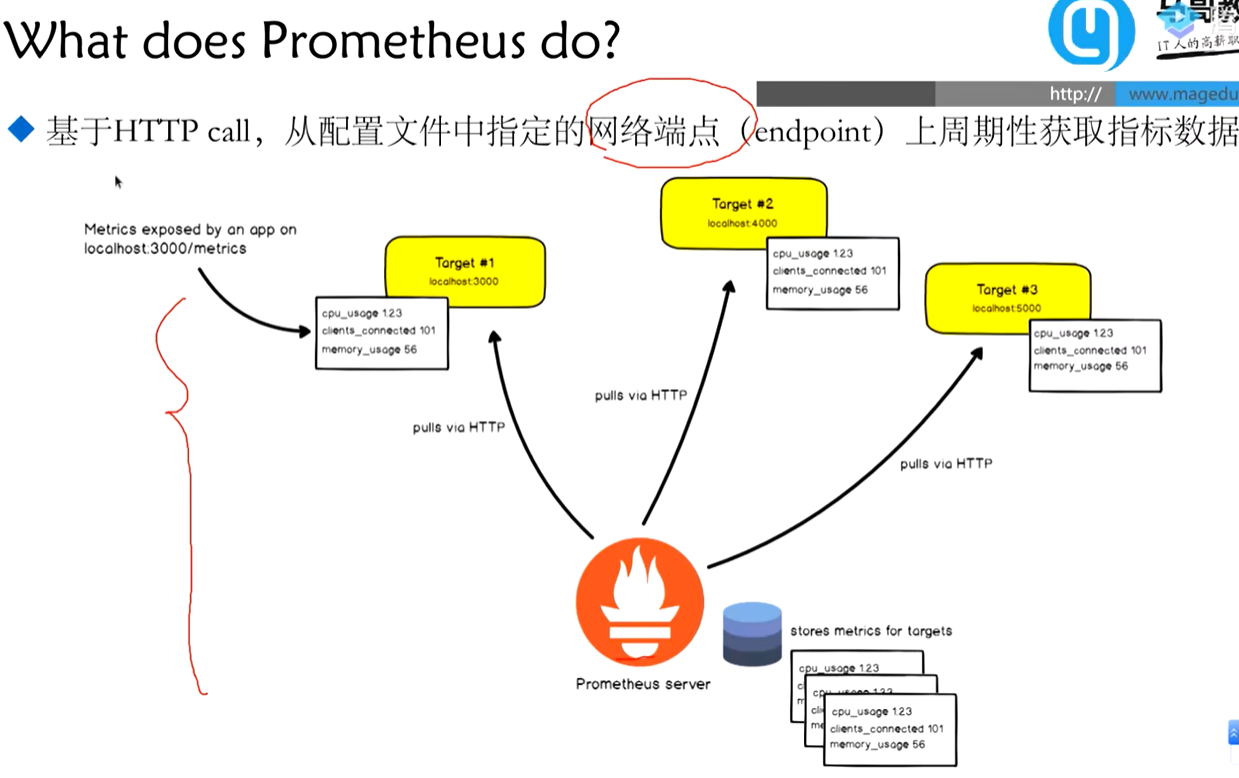 What does Prometheus do?
IT人的高薪职
http://
www.magedu
基于HTTP call，从配置文件中指定的网络端点（endpoint）上周期性获取指标数据
Metrics exposed by an app on
localhost:3000/metrics
Target #1
localhost:3000
cpu_usage 1.23
clients_connected 101
memory_usage 56
Target #2
localhost:4000
cpu_usage 1.23
clients_connected 101
memory_usage 56
Target #3
localhost:5000
cpu_usage 1.23
clients_connected 101
memory_usage 56
pulls via HTTP
pulls via HTTP
pulls via HTTP
Prometheus server
stores metrics for targets
cpu_usage 1.23
cpu_usage 1.23
clients_connected 101
memory_usage 56